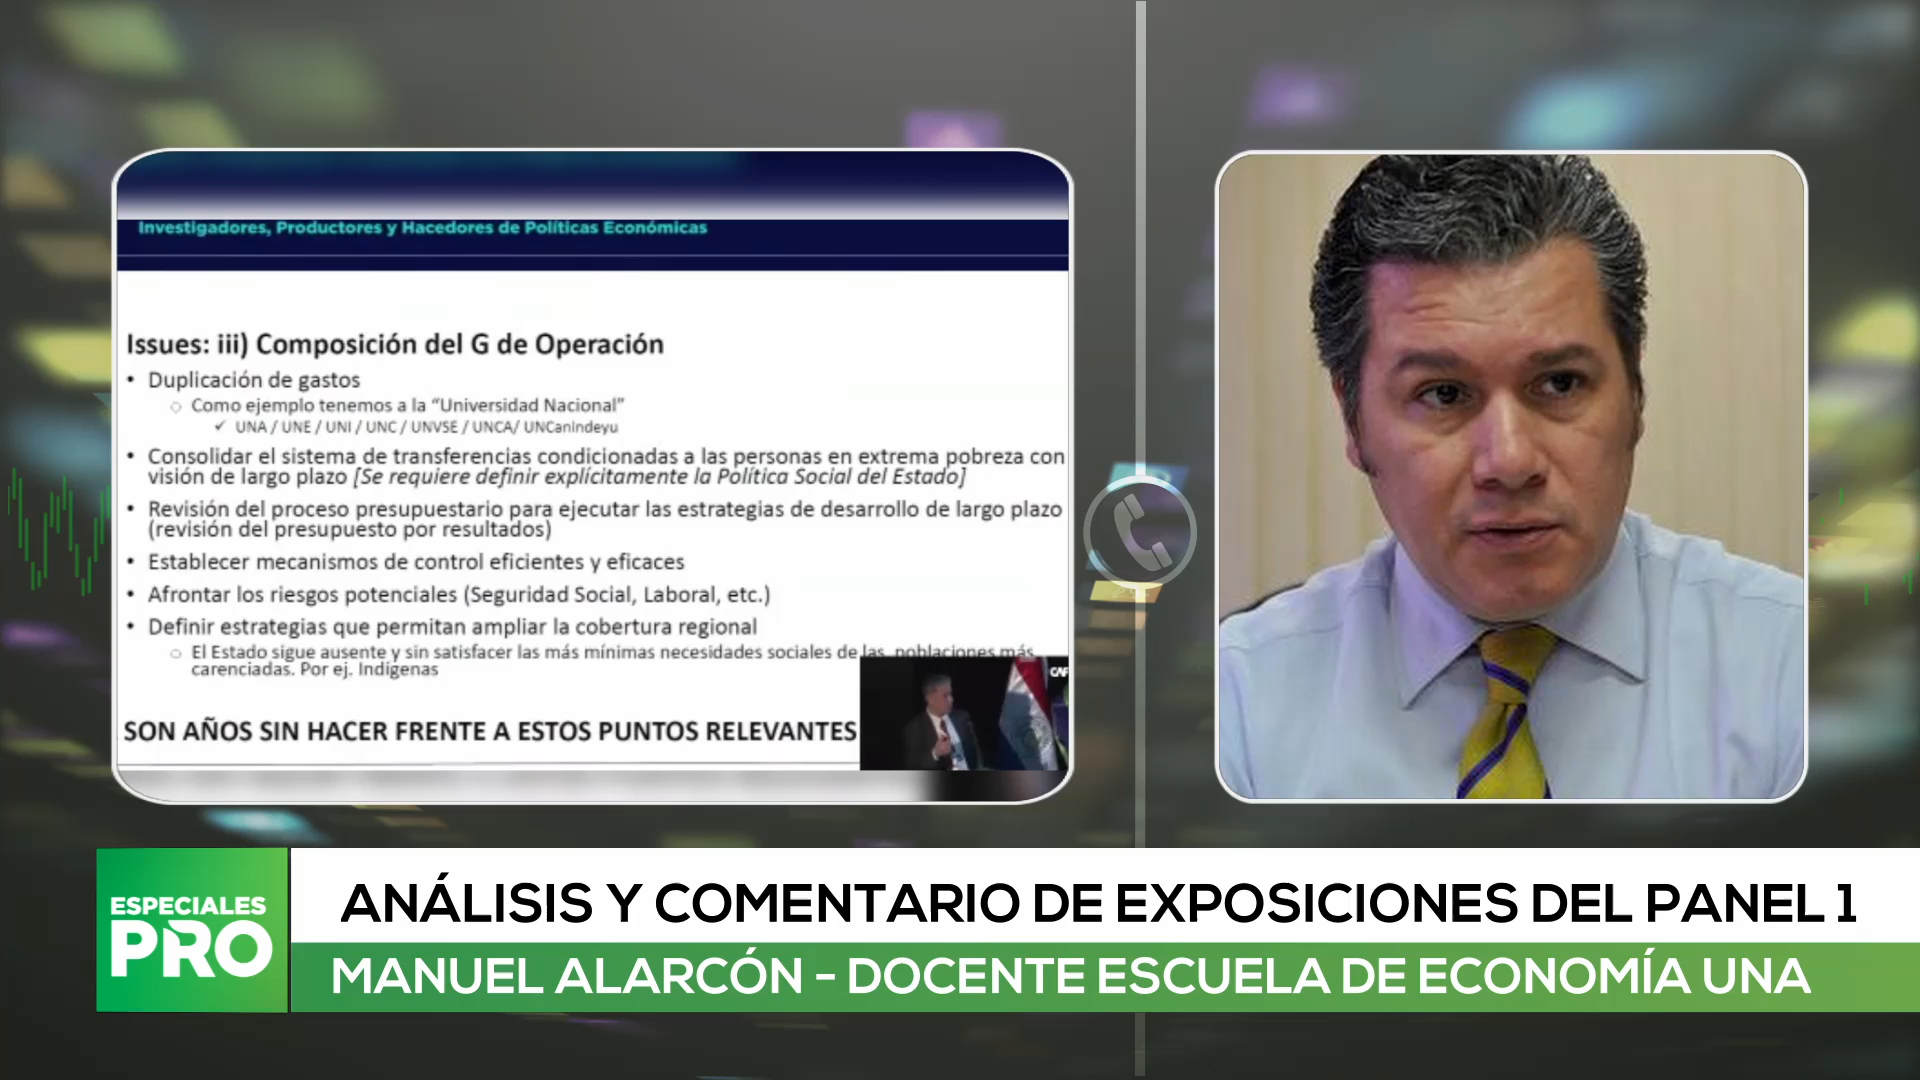 Investigadores, Productores y Hacedores de Políticas Económicas
Issues: iii) Composición del G de Operación
• Duplicación de gastos
○ Como ejemplo tenemos a la “Universidad Nacional”
✓ UNA / UNE / UNI / UNC / UNVSE / UNCA/ UNCanIndeyu
• Consolidar el sistema de transferencias condicionadas a las personas en extrema pobreza con
visión de largo plazo [Se requiere definir explícitamente la Política Social del Estado]
• Revisión del proceso presupuestario para ejecutar las estrategias de desarrollo de largo plazo
(revisión del presupuesto por resultados)
• Establecer mecanismos de control eficientes y eficaces
• Afrontar los riesgos potenciales (Seguridad Social, Laboral, etc.)
• Definir estrategias que permitan ampliar la cobertura regional
○ El Estado sigue ausente y sin satisfacer las más mínimas necesidades sociales de las poblaciones más
carenciadas. Por ej. Indígenas
SON AÑOS SIN HACER FRENTE A ESTOS PUNTOS RELEVANTES
ESPECIALES
PRO
ANÁLISIS Y COMENTARIO DE EXPOSICIONES DEL PANEL 1
MANUEL ALARCÓN - DOCENTE ESCUELA DE ECONOMÍA UNA